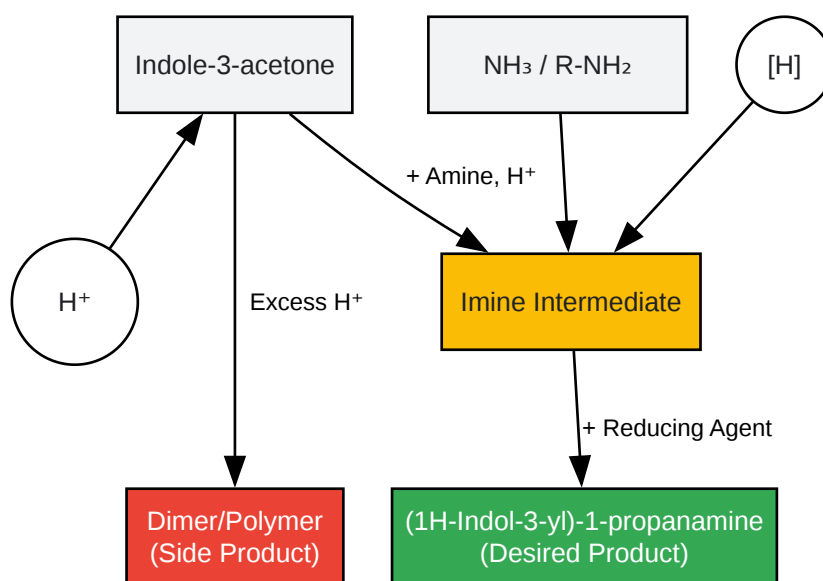 Indole-3-acetone
NH₃ / R-NH₂
[H]
+ Amine, H⁺
H⁺
Excess H⁺
Imine Intermediate
+ Reducing Agent
Dimer/Polymer
(Side Product)
(1H-Indol-3-yl)-1-propanamine
(Desired Product)